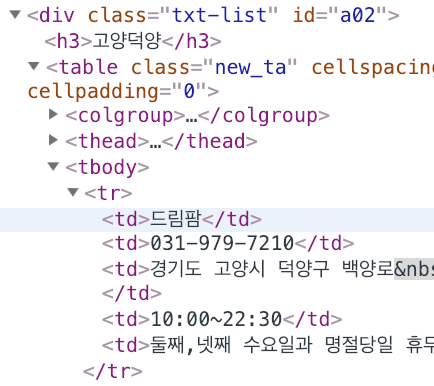 <div class="txt-list" id="a02">
<h3>고양덕양</h3>
<table class="new_ta" cellspacing
cellpadding="0">
<colgroup>…</colgroup>
<thead>…</thead>
<tbody>
<tr>
<td>드림팜</td>
<td>031-979-7210</td>
<td>경기도 고양시 덕양구 백양로&nbs
</td>
<td>10:00~22:30</td>
<td>둘째,넷째 수요일과 명절당일 휴무
</tr>